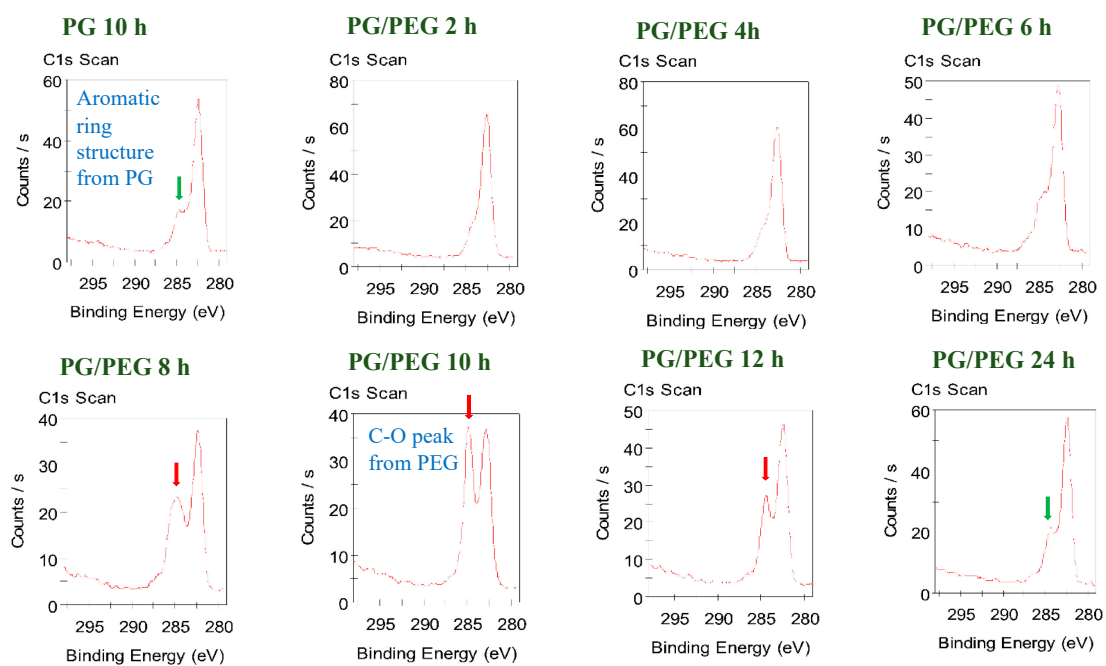 PG 10 h
C1s Scan
60
40
20
0
Counts / s
Aromatic
ring
structure
from PG
295 290 285 280
Binding Energy (eV)
PG/PEG 2 h
C1s Scan
80
60
40
20
0
Counts / s
295 290 285 280
Binding Energy (eV)
PG/PEG 4h
C1s Scan
80
60
40
20
0
Counts / s
295 290 285 280
Binding Energy (eV)
PG/PEG 6 h
C1s Scan
50
40
30
20
10
0
Counts / s
295 290 285 280
Binding Energy (eV)
PG/PEG 8 h
C1s Scan
40
30
20
10
0
Counts / s
295 290 285 280
Binding Energy (eV)
PG/PEG 10 h
C1s Scan
40
30
20
10
0
Counts / s
C-O peak
from PEG
295 290 285 280
Binding Energy (eV)
PG/PEG 12 h
C1s Scan
50
40
30
20
10
0
Counts / s
295 290 285 280
Binding Energy (eV)
PG/PEG 24 h
C1s Scan
60
40
20
0
Counts / s
295 290 285 280
Binding Energy (eV)